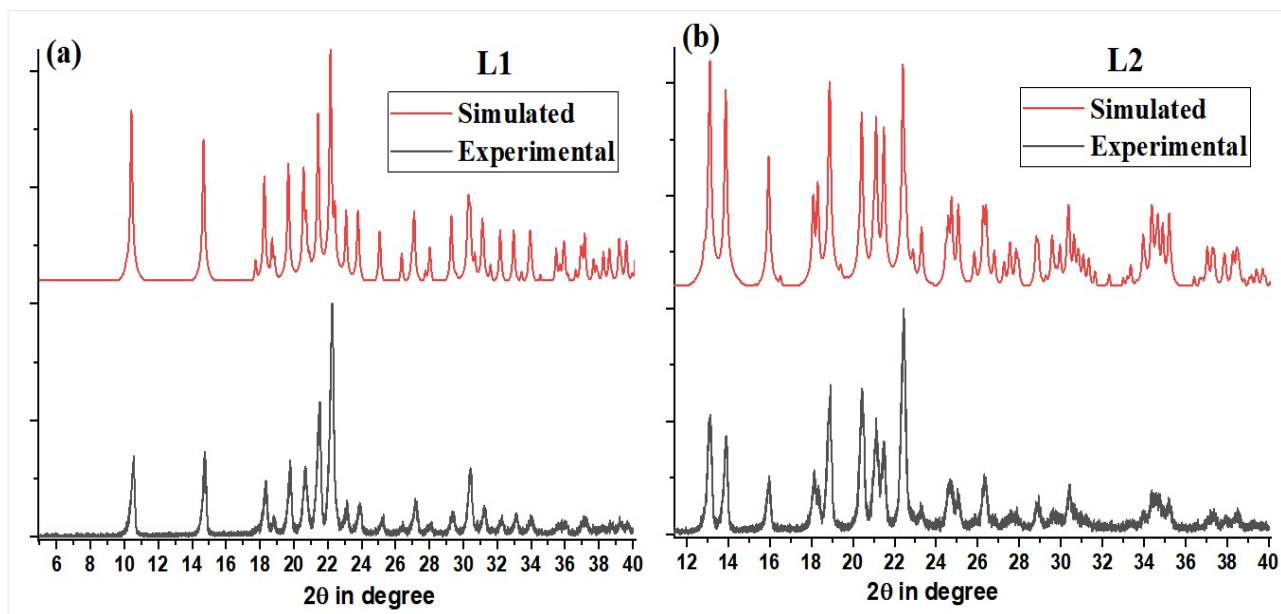 (a)
L1
Simulated
Experimental
6 8 10 12 14 16 18 20 22 24 26 28 30 32 34 36 38 40
2θ in degree
(b)
L2
Simulated
Experimental
12 14 16 18 20 22 24 26 28 30 32 34 36 38 40
2θ in degree